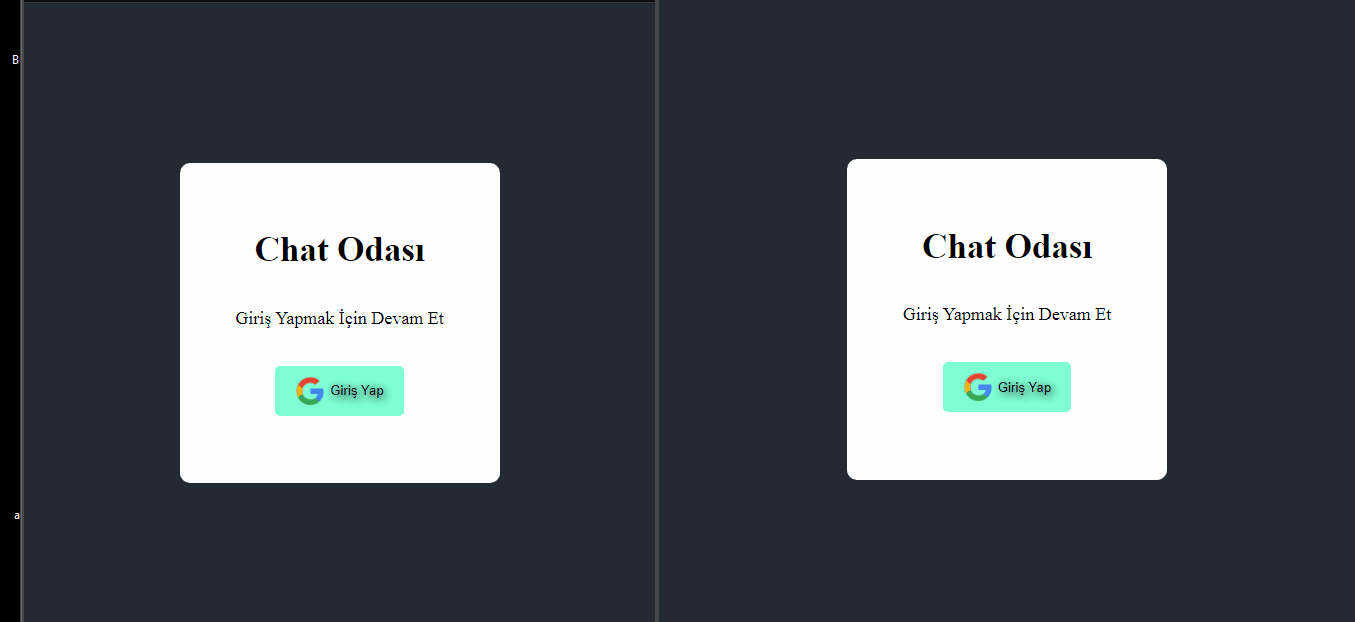 B
Chat Odası
Giriş Yapmak İçin Devam Et
Giriş Yap
a
Chat Odası
Giriş Yapmak İçin Devam Et
Giriş Yap